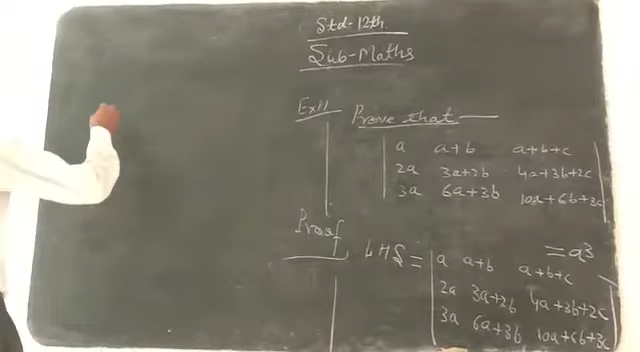 Std-12th
Sub-Maths
Ex11 Prove that
a a+b a+b+c
2a 3a+2b 4a+3b+2c
3a 6a+3b 10a+6b+3c
= a³
Proof
LHS = a a+b a+b+c
2a 3a+2b 4a+3b+2c
3a 6a+3b 10a+6b+3c